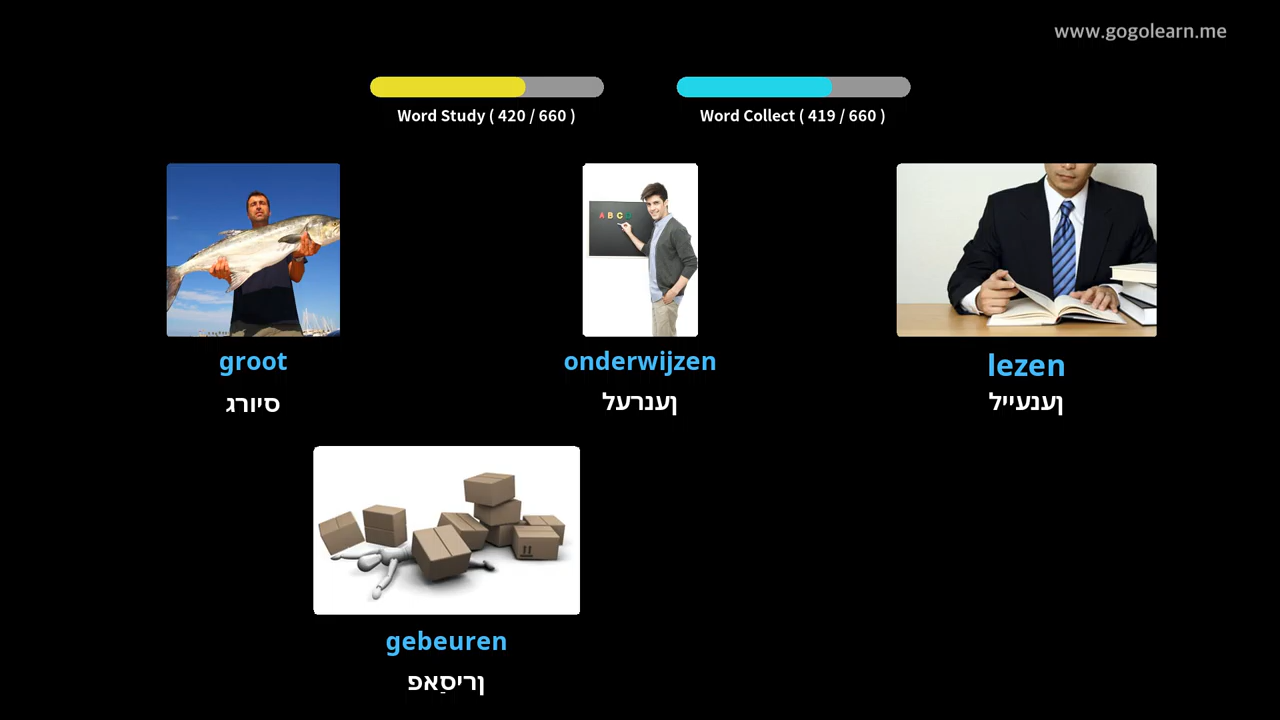 www.gogolearn.me
Word Study ( 420 / 660 )
Word Collect ( 419 / 660 )
groot
גרויס
onderwijzen
לערנען
lezen
לייענען
gebeuren
פאַסירן